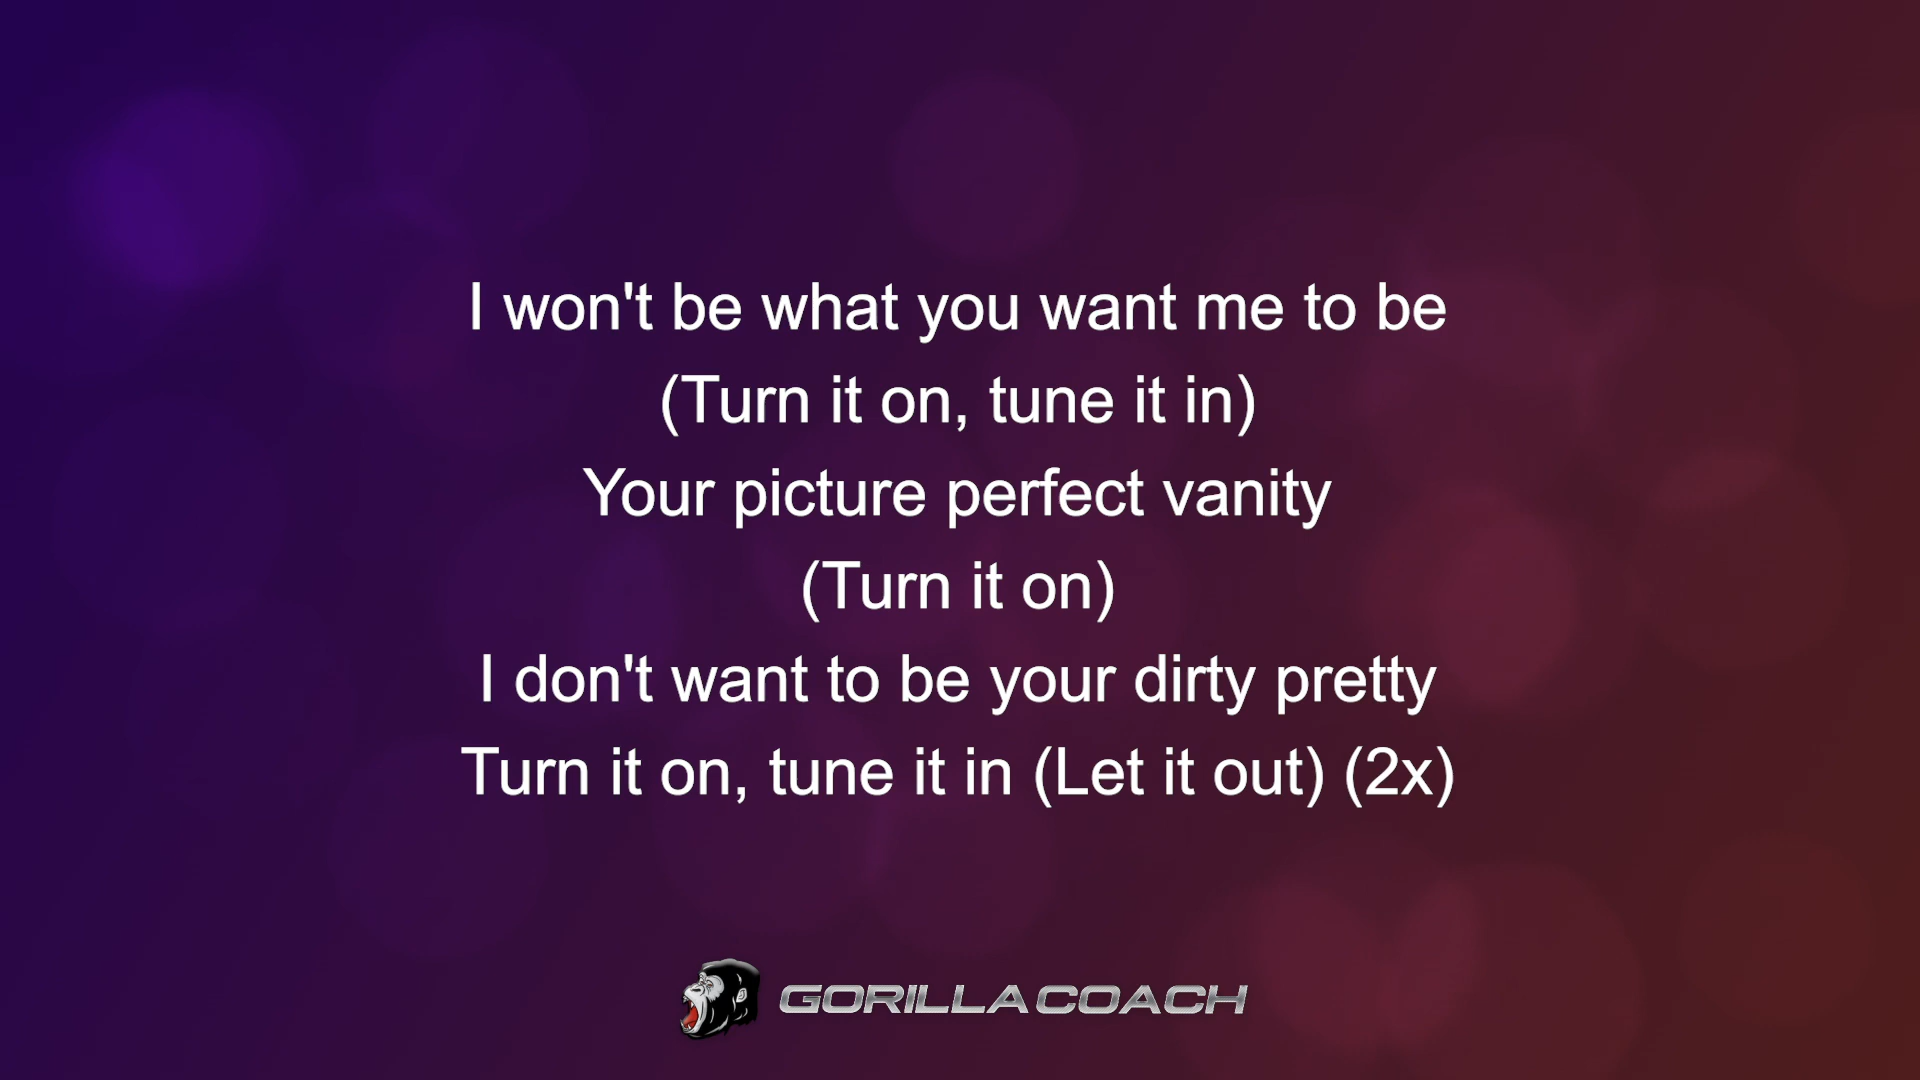 I won't be what you want me to be
(Turn it on, tune it in)
Your picture perfect vanity
(Turn it on)
I don't want to be your dirty pretty
Turn it on, tune it in (Let it out) (2x)
GORILLA COACH